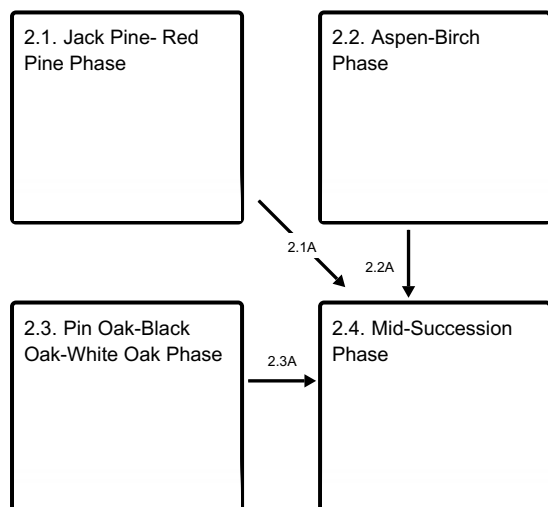 2.1. Jack Pine- Red
Pine Phase
2.2. Aspen-Birch
Phase
2.1A
2.2A
2.3. Pin Oak-Black
Oak-White Oak Phase
2.3A
2.4. Mid-Succession
Phase